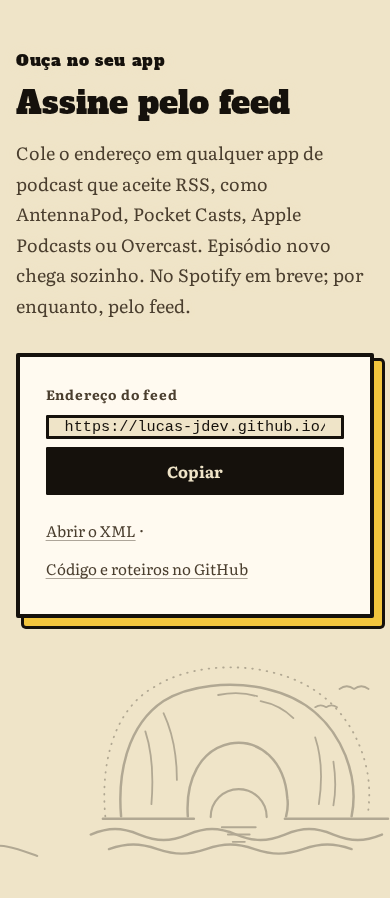 Ouça no seu app
Assine pelo feed
Cole o endereço em qualquer app de
podcast que aceite RSS, como
AntennaPod, Pocket Casts, Apple
Podcasts ou Overcast. Episódio novo
chega sozinho. No Spotify em breve; por
enquanto, pelo feed.
Endereço do feed
https://lucas-jdev.github.io/
Copiar
Abrir o XML ·
Código e roteiros no GitHub